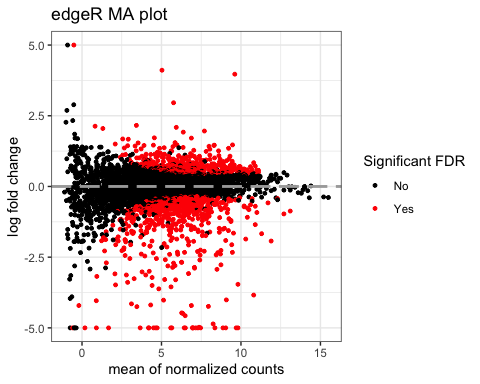 edgeR MA plot
5.0
2.5
0.0
-2.5
-5.0
log fold change
0
5
10
15
mean of normalized counts
Significant FDR
No
Yes